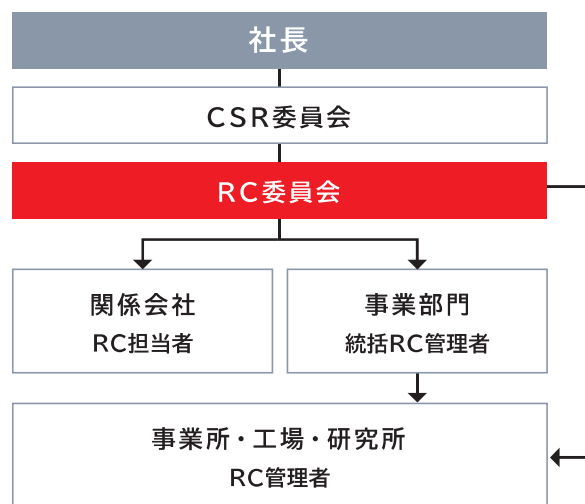 社長
CSR委員会
RC委員会
関係会社
RC担当者
事業部門
統括RC管理者
事業所・工場・研究所
RC管理者